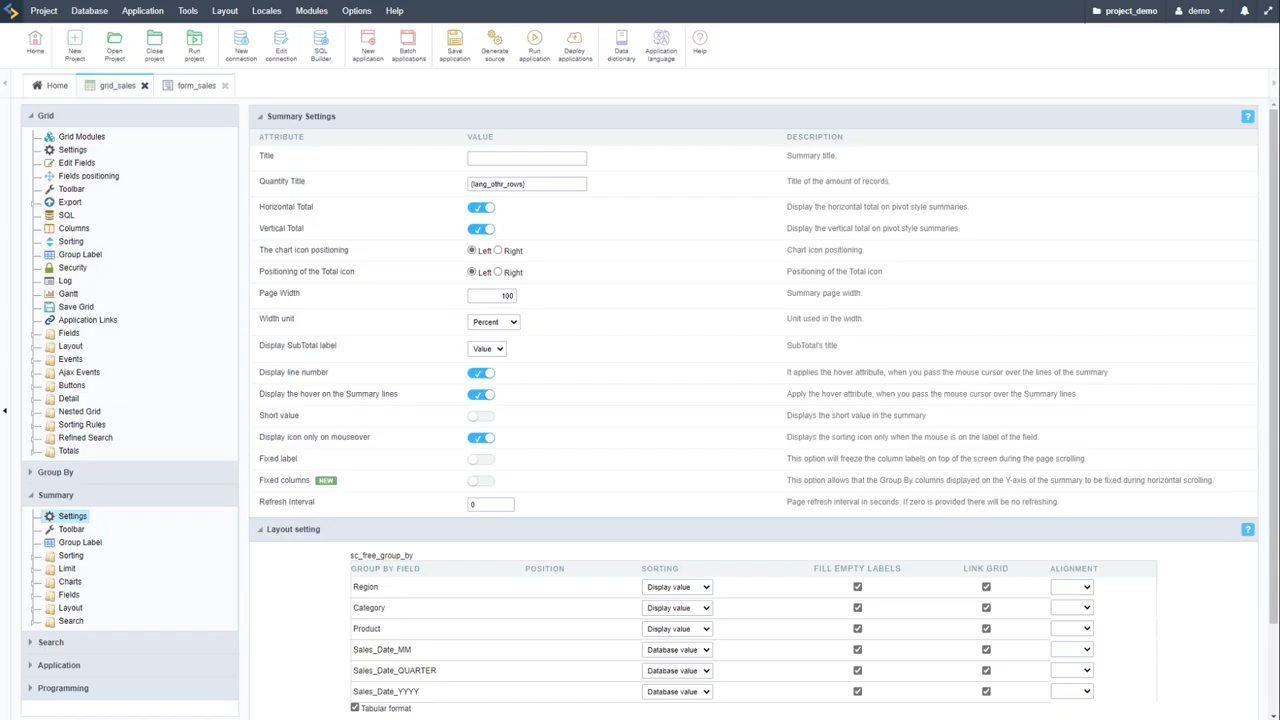 Project Database Application Tools Layout Locales Modules Options Help project_demo demo
Home New Project Open Project Close project Run project New connection Edit connection SQL Builder New application Batch applications Save application Generate source Run application Deploy applications Data dictionary Application language Help
Home grid_sales form_sales
Grid
Grid Modules
Settings
Edit Fields
Fields positioning
Toolbar
Export
SQL
Columns
Sorting
Group Label
Security
Log
Gantt
Save Grid
Application Links
Fields
Layout
Events
Ajax Events
Buttons
Detail
Nested Grid
Sorting Rules
Refined Search
Totals
Group By
Summary
Settings
Toolbar
Group Label
Sorting
Limit
Charts
Fields
Layout
Search
Search
Application
Programming
Summary Settings ?
ATTRIBUTE VALUE DESCRIPTION
Title Summary title.
Quantity Title {lang_othr_rows} Title of the amount of records.
Horizontal Total Display the horizontal total on pivot style summaries.
Vertical Total Display the vertical total on pivot style summaries.
The chart icon positioning Left Right Chart icon positioning.
Positioning of the Total icon Left Right Positioning of the Total icon
Page Width 100 Summary page width.
Width unit Percent Unit used in the width.
Display SubTotal label Value SubTotal's title
Display line number It applies the hover attribute, when you pass the mouse cursor over the lines of the summary
Display the hover on the Summary lines Apply the hover attribute, when you pass the mouse cursor over the Summary lines
Short value Displays the short value in the summary
Display icon only on mouseover Displays the sorting icon only when the mouse is on the label of the field.
Fixed label This option will freeze the column labels on top of the screen during the page scrolling.
Fixed columns NEW This option allows that the Group By columns displayed on the Y-axis of the summary to be fixed during horizontal scrolling.
Refresh Interval 0 Page refresh interval in seconds. If zero is provided there will be no refreshing.
Layout setting ?
sc_free_group_by
GROUP BY FIELD POSITION SORTING FILL EMPTY LABELS LINK GRID ALIGNMENT
Region Display value
Category Display value
Product Display value
Sales_Date_MM Database value
Sales_Date_QUARTER Database value
Sales_Date_YYYY Database value
Tabular format